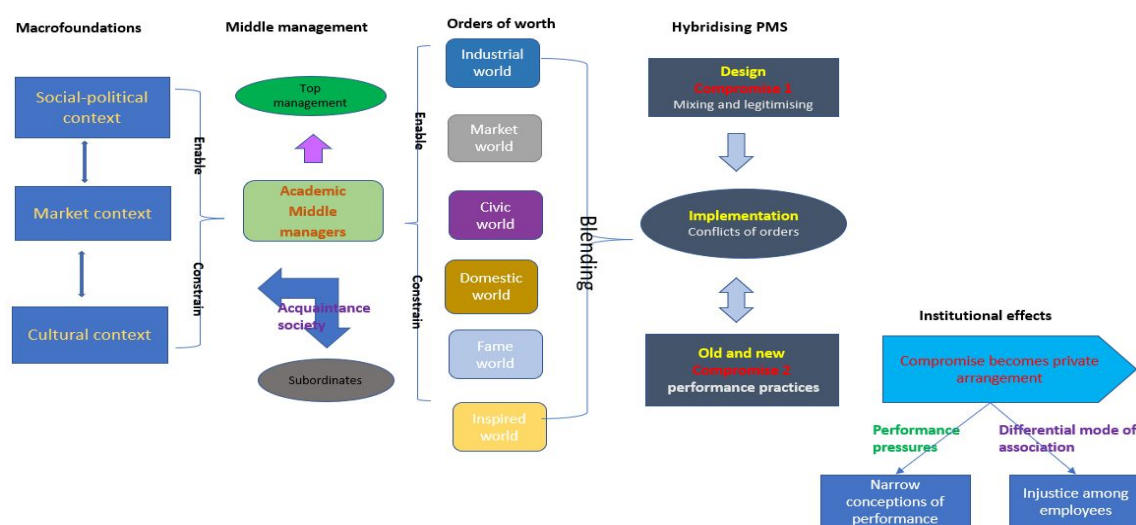 Macrofoundations
Social-political
context
Market context
Cultural context
Enable
Constrain
Middle management
Top
management
Academic
Middle
managers
Acquaintance
society
Subordinates
Enable
Constrain
Orders of worth
Industrial
world
Market
world
Civic
world
Domestic
world
Fame
world
Inspired
world
Blending
Hybridising PMS
Design
Compromise 1
Mixing and legitimising
Implementation
Conflicts of orders
Old and new
Compromise 2
performance practices
Institutional effects
Compromise becomes private
arrangement
Performance
pressures
Differential mode of
association
Narrow
conceptions of
performance
Injustice among
employees